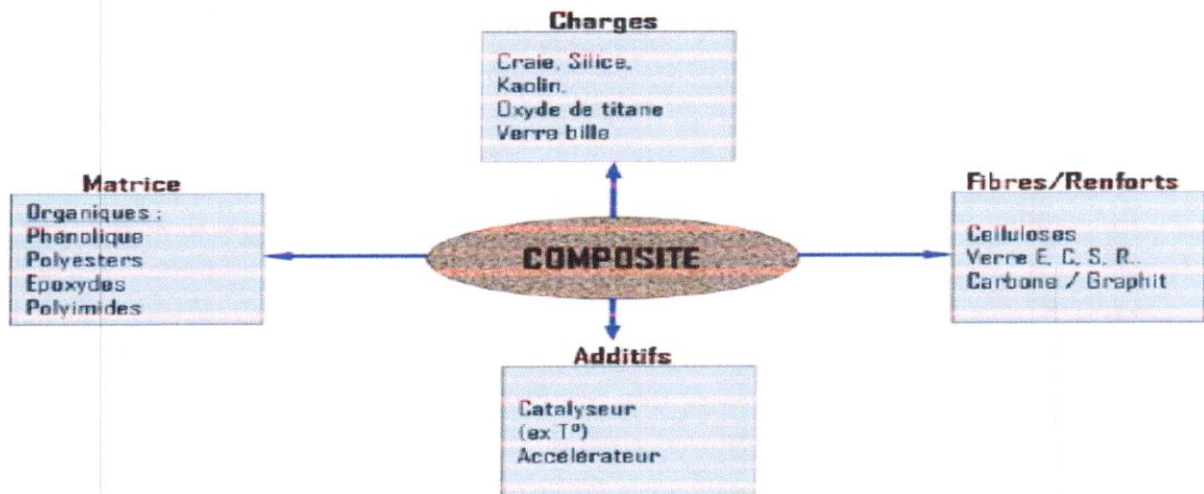 Charges
Craie, Silice,
Kaolin,
Oxyde de titane
Verre bille
Matrice
Organiques :
Phénolique
Polyesters
Epoxydes
Polyimides
COMPOSITE
Fibres/Renforts
Celluloses
Verre E, C, S, R..
Carbone / Graphit
Additifs
Catalyseur
(ex T°)
Accélérateur